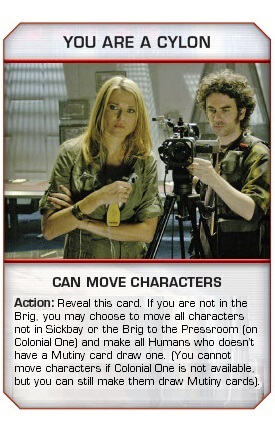 YOU ARE A CYLON
CAN MOVE CHARACTERS
Action: Reveal this card. If you are not in the
Brig, you may choose to move all characters
not in Sickbay or the Brig to the Pressroom (on
Colonial One) and make all Humans who doesn't
have a Mutiny card draw one. (You cannot
move characters if Colonial One is not available,
but you can still make them draw Mutiny cards).